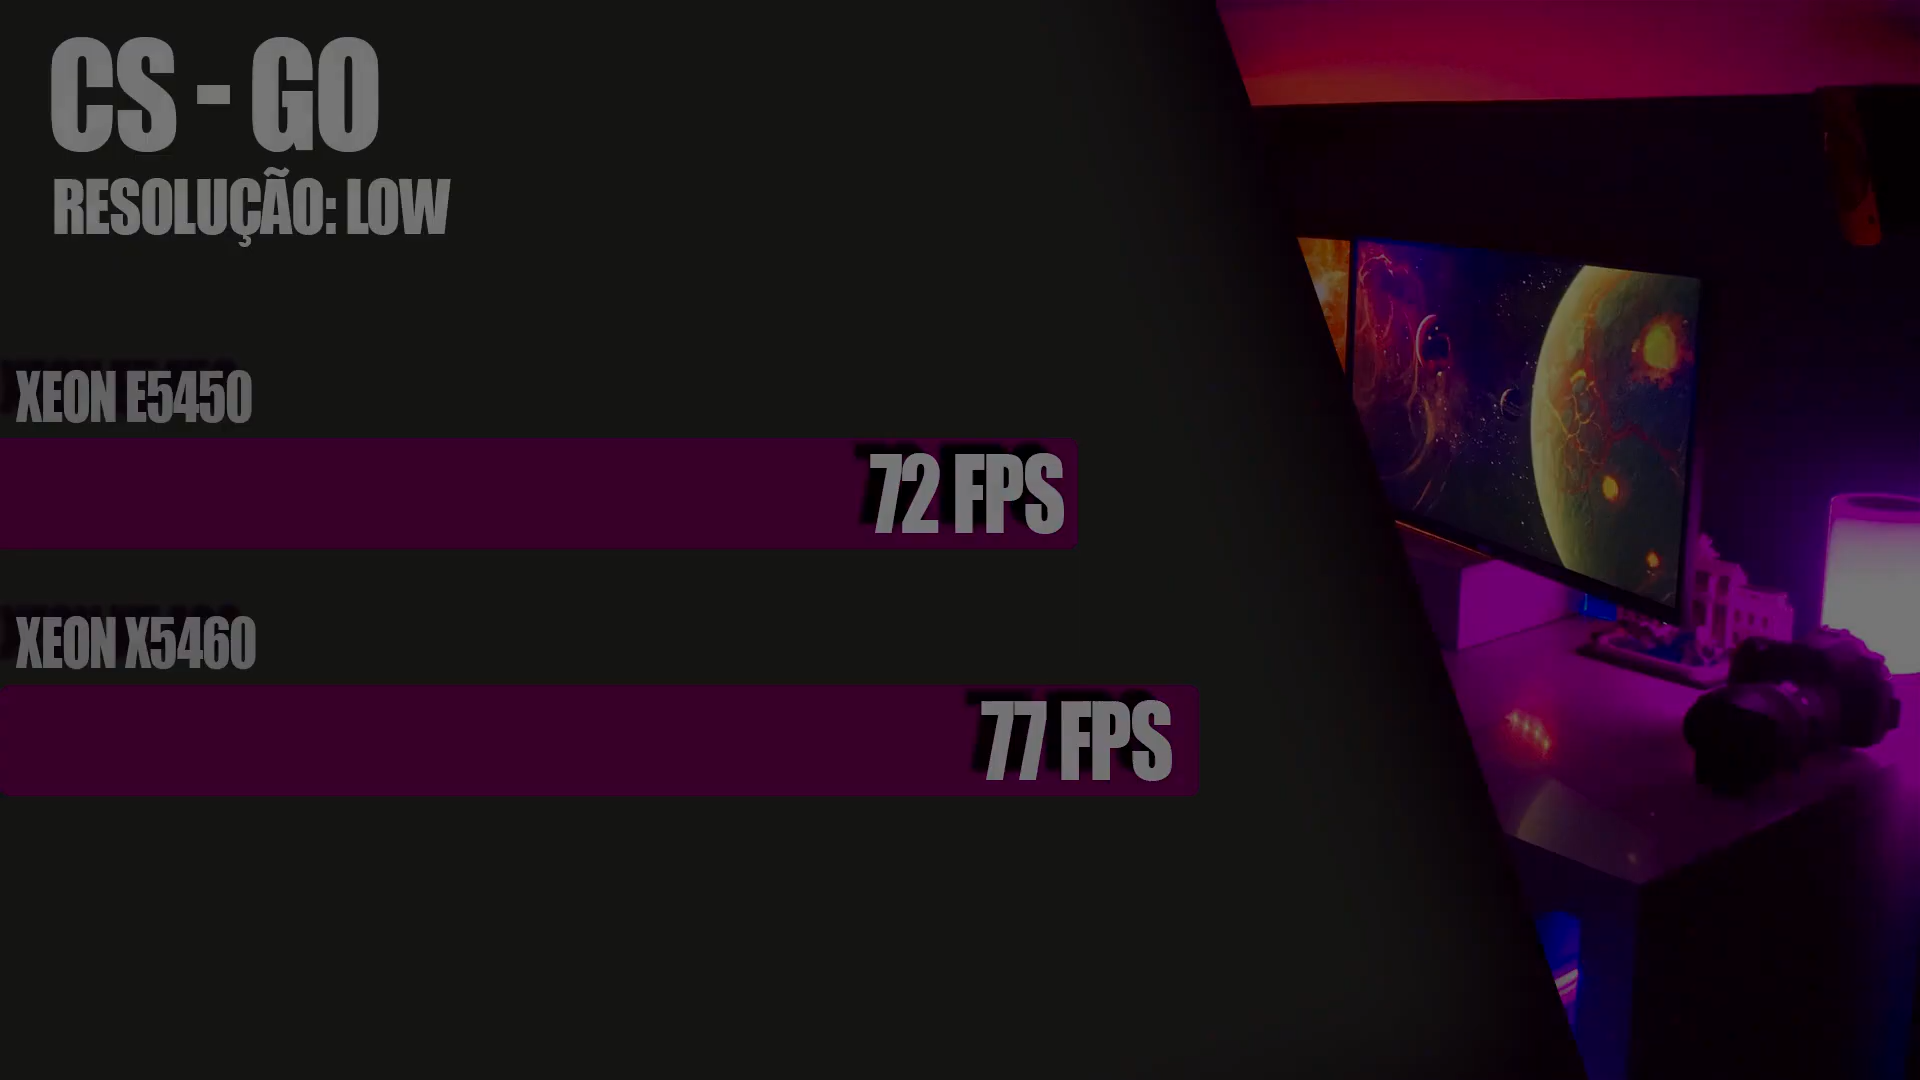 CS - GO
RESOLUÇÃO: LOW
XEON E5450
72 FPS
XEON X5460
77 FPS